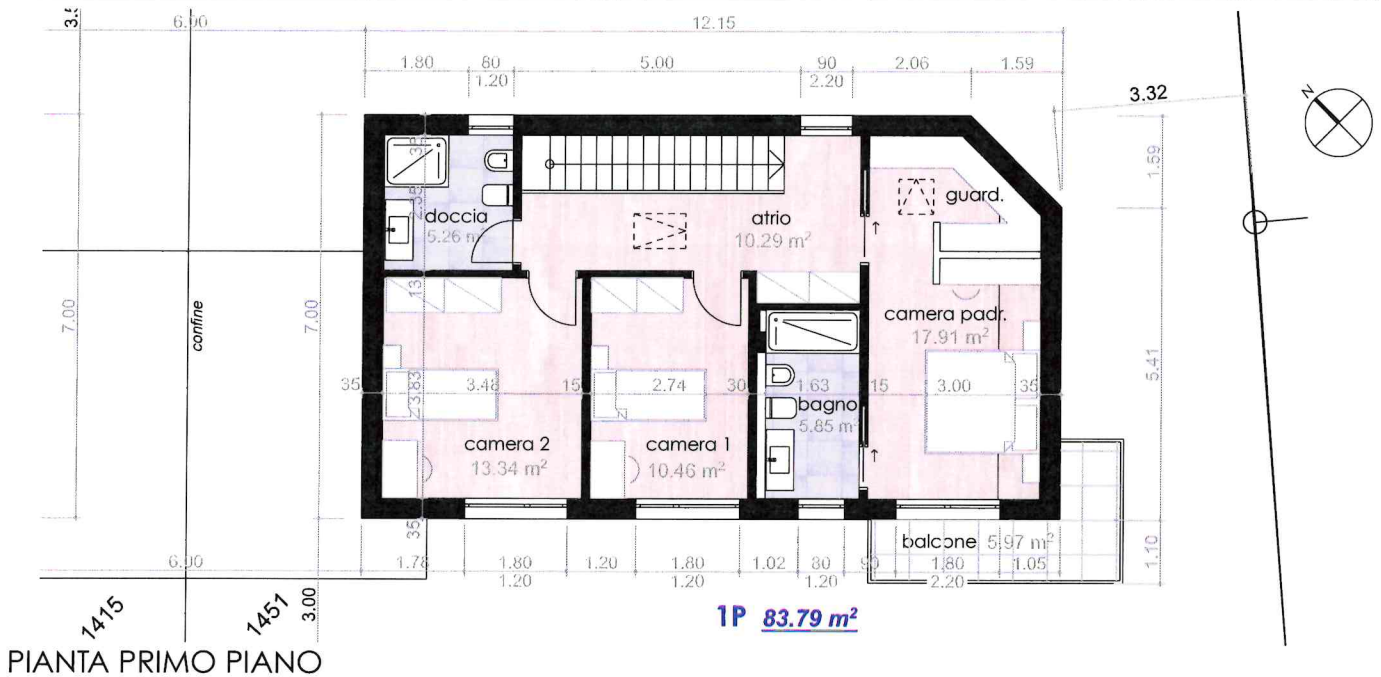 6.00 12.15
1.80 80 5.00 90 2.06 1.59
1.20 2.20
3.32
N
1.59
guard.
doccia
5.26 m²
atrio
10.29 m²
7.00
confine
7.00
camera padr.
17.91 m²
5.41
35 3.83 3.48 15 2.74 30 1.63 15 3.00 35
bagno
5.85 m²
camera 2
13.34 m²
camera 1
10.46 m²
35
balcone 5.97 m²
1.10
6.00 1.78 1.80 1.20 1.80 1.02 80 90 1.80 1.05
1.20 1.20 1.20 2.20
1415
1451
3.00
1P 83.79 m²
PIANTA PRIMO PIANO